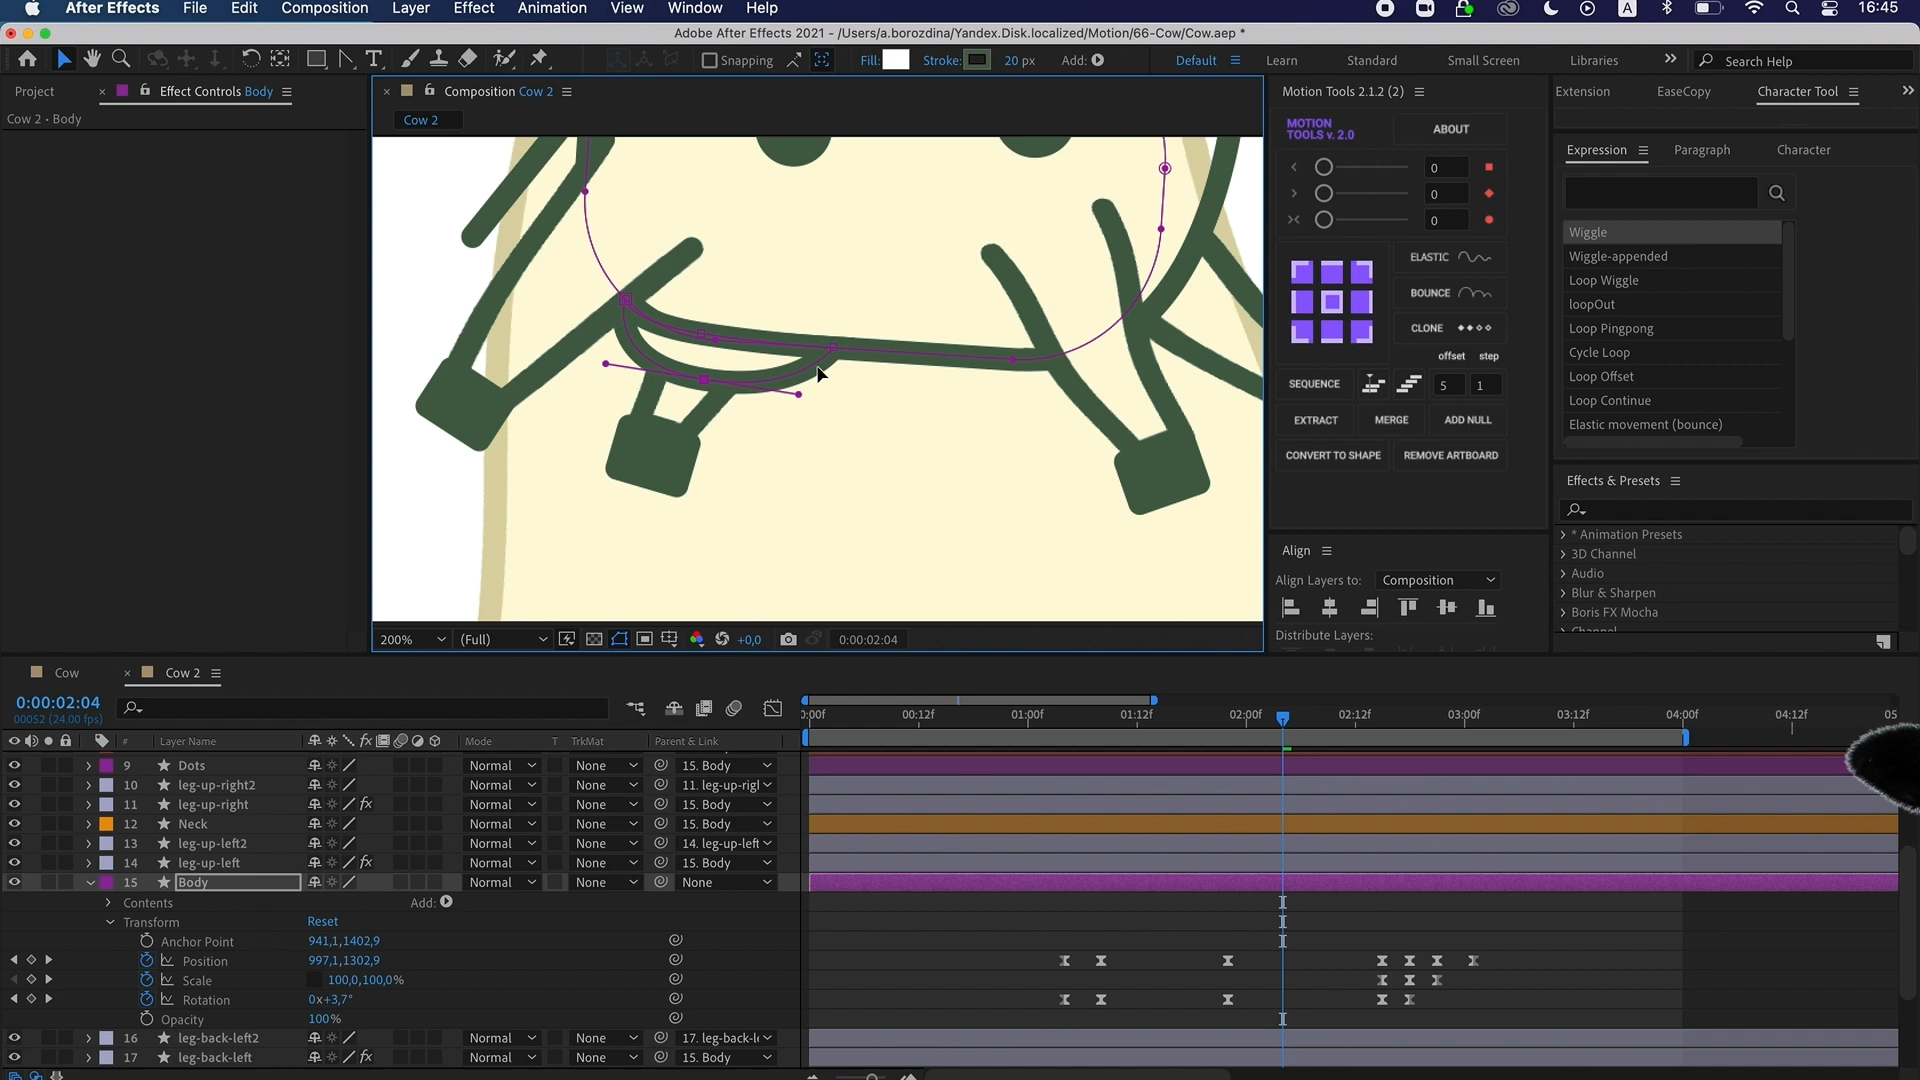 After Effects File Edit Composition Layer Effect Animation View Window Help A 16:45
Adobe After Effects 2021 - /Users/a.borozdina/Yandex.Disk.localized/Motion/66-Cow/Cow.aep *
Snapping Fill: Stroke: 20 px Add: Default Learn Standard Small Screen Libraries Search Help
Project Effect Controls Body Composition Cow 2 Motion Tools 2.1.2 (2) Extension EaseCopy Character Tool
Cow 2 • Body
Cow 2
MOTION TOOLS v. 2.0 ABOUT
Expression Paragraph Character
0
0
0
Wiggle
Wiggle-appended
Loop Wiggle
loopOut
Loop Pingpong
Cycle Loop
Loop Offset
Loop Continue
Elastic movement (bounce)
ELASTIC
BOUNCE
CLONE
offset step
SEQUENCE 5 1
EXTRACT MERGE ADD NULL
CONVERT TO SHAPE REMOVE ARTBOARD
Effects & Presets
* Animation Presets
3D Channel
Audio
Blur & Sharpen
Boris FX Mocha
Channel
Align
Align Layers to: Composition
Distribute Layers:
200% (Full) +0,0 0:00:02:04
Cow Cow 2
0:00:02:04
00052 (24.00 fps)
:00f 00:12f 01:00f 01:12f 02:00f 02:12f 03:00f 03:12f 04:00f 04:12f 05
# Layer Name fx Mode T TrkMat Parent & Link
9 Dots Normal None 15. Body
10 leg-up-right2 Normal None 11. leg-up-rigl
11 leg-up-right fx Normal None 15. Body
12 Neck Normal None 15. Body
13 leg-up-left2 Normal None 14. leg-up-left
14 leg-up-left fx Normal None 15. Body
15 Body Normal None None
Contents Add:
Transform Reset
Anchor Point 941,1,1402,9
Position 997,1,1302,9
Scale 100,0,100,0%
Rotation 0x+3,7°
Opacity 100%
16 leg-back-left2 Normal None 17. leg-back-l
17 leg-back-left fx Normal None 15. Body